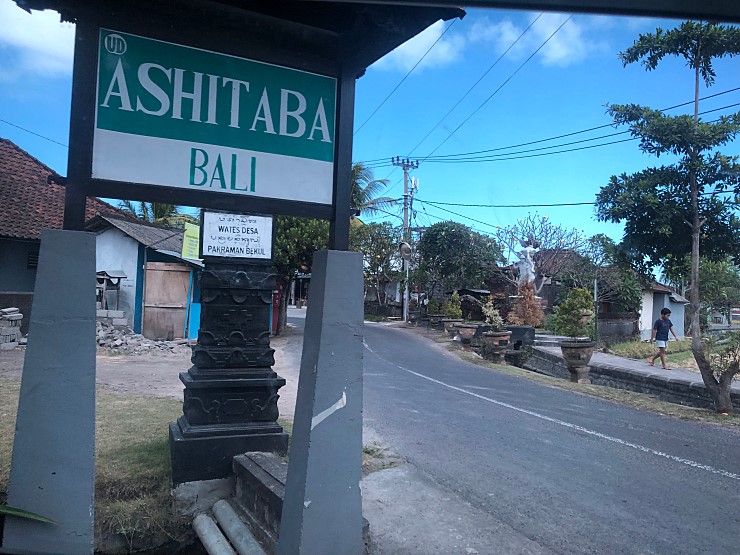 UD
ASHITABA
BALI
WATES DESA
PAKRAMAN BEKUL